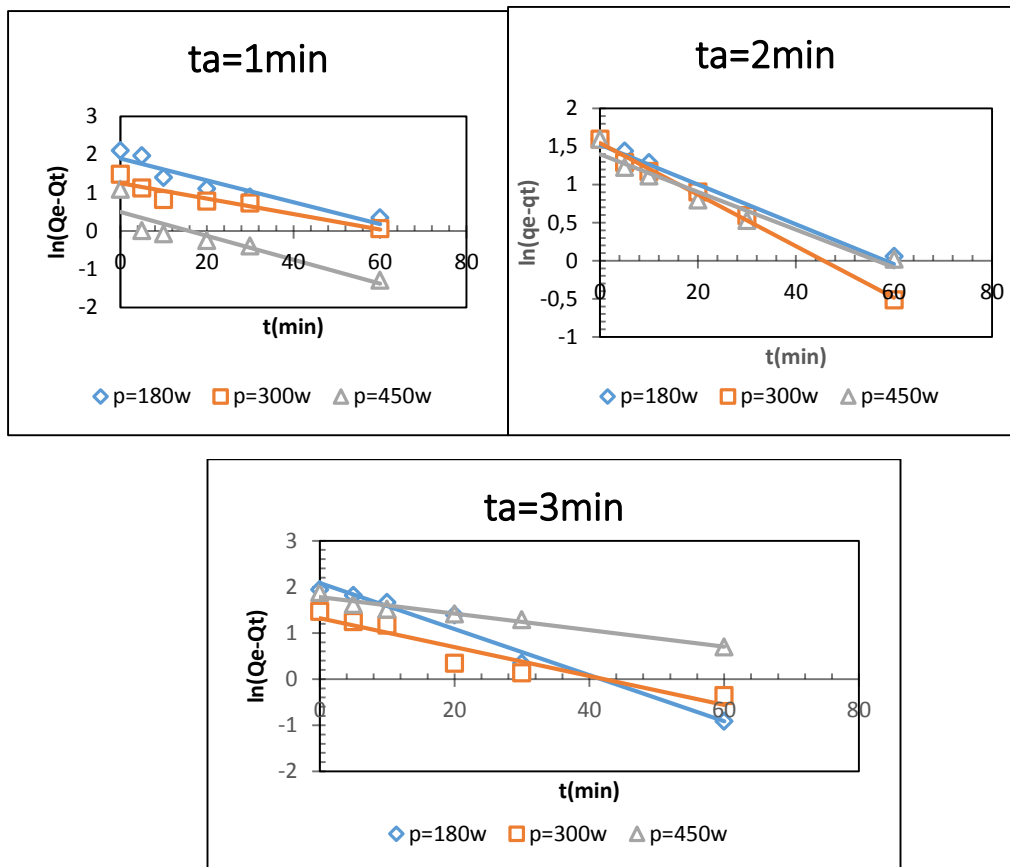 ta=1min
3
2
1
0
-1
-2
0 20 40 60 80
ln(Qe-Qt)
t(min)
p=180w p=300w p=450w
ta=2min
2
1,5
1
0,5
0
-0,5
-1
0 20 40 60 80
ln(qe-qt)
t(min)
p=180w p=300w p=450w
ta=3min
3
2
1
0
-1
-2
0 20 40 60 80
ln(Qe-Qt)
t(min)
p=180w p=300w p=450w